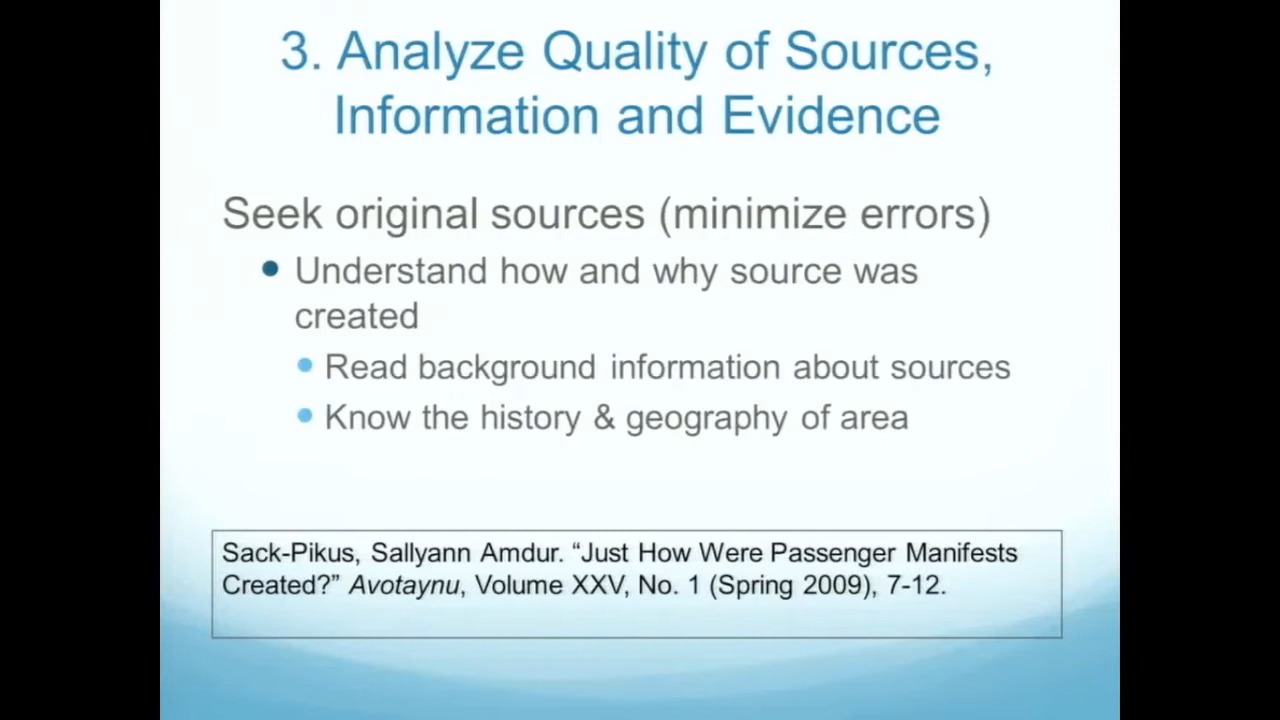 3. Analyze Quality of Sources,
Information and Evidence
Seek original sources (minimize errors)
Understand how and why source was
created
Read background information about sources
Know the history & geography of area
Sack-Pikus, Sallyann Amdur. “Just How Were Passenger Manifests
Created?” Avotaynu, Volume XXV, No. 1 (Spring 2009), 7-12.